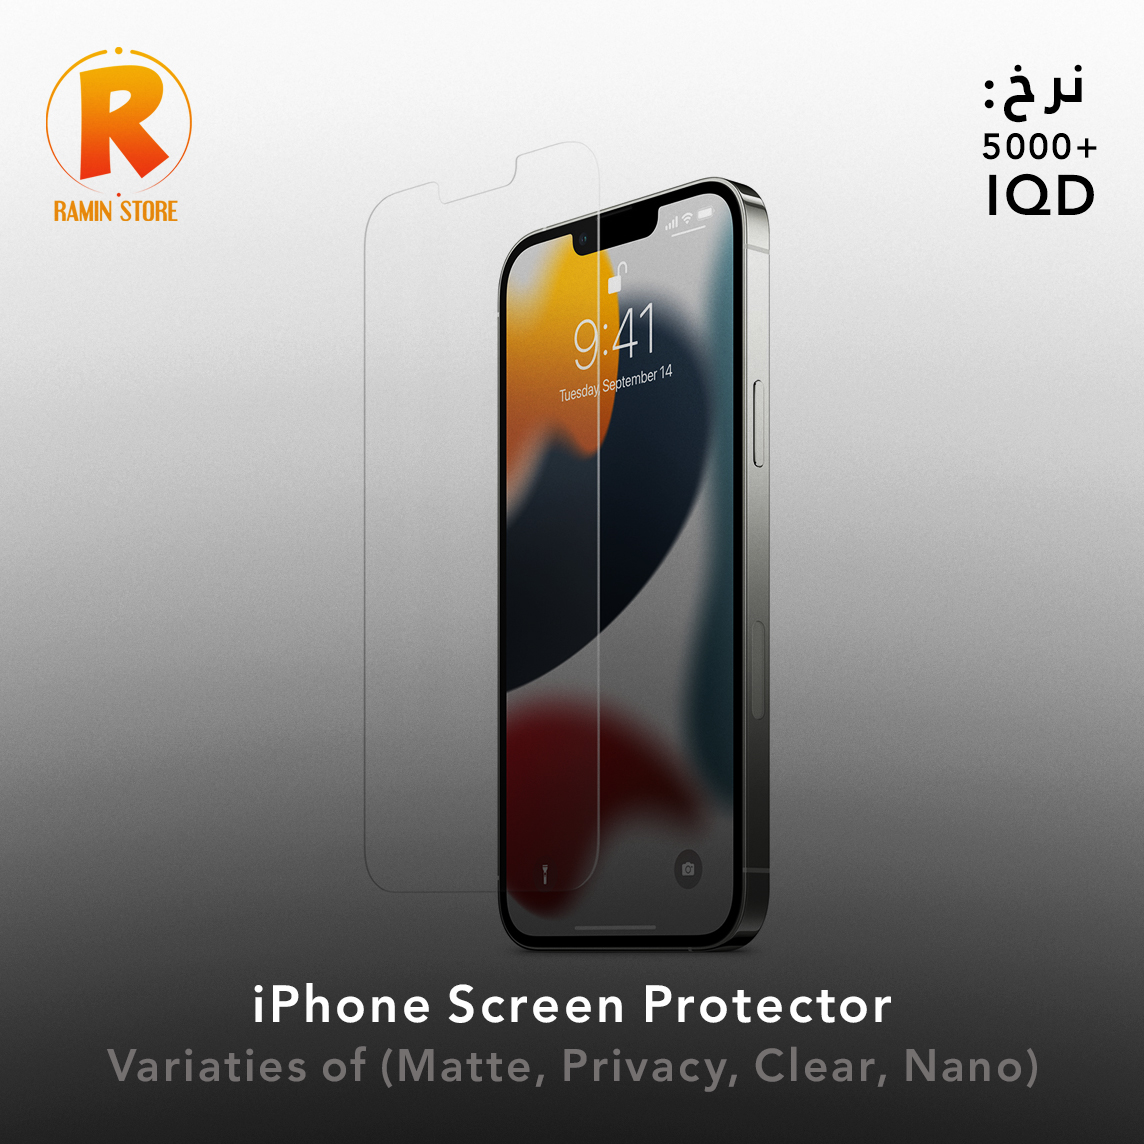 R
RAMIN STORE
نرخ:
5000+
IQD
9:41
Tuesday, September 14
iPhone Screen Protector
Variaties of (Matte, Privacy, Clear, Nano)